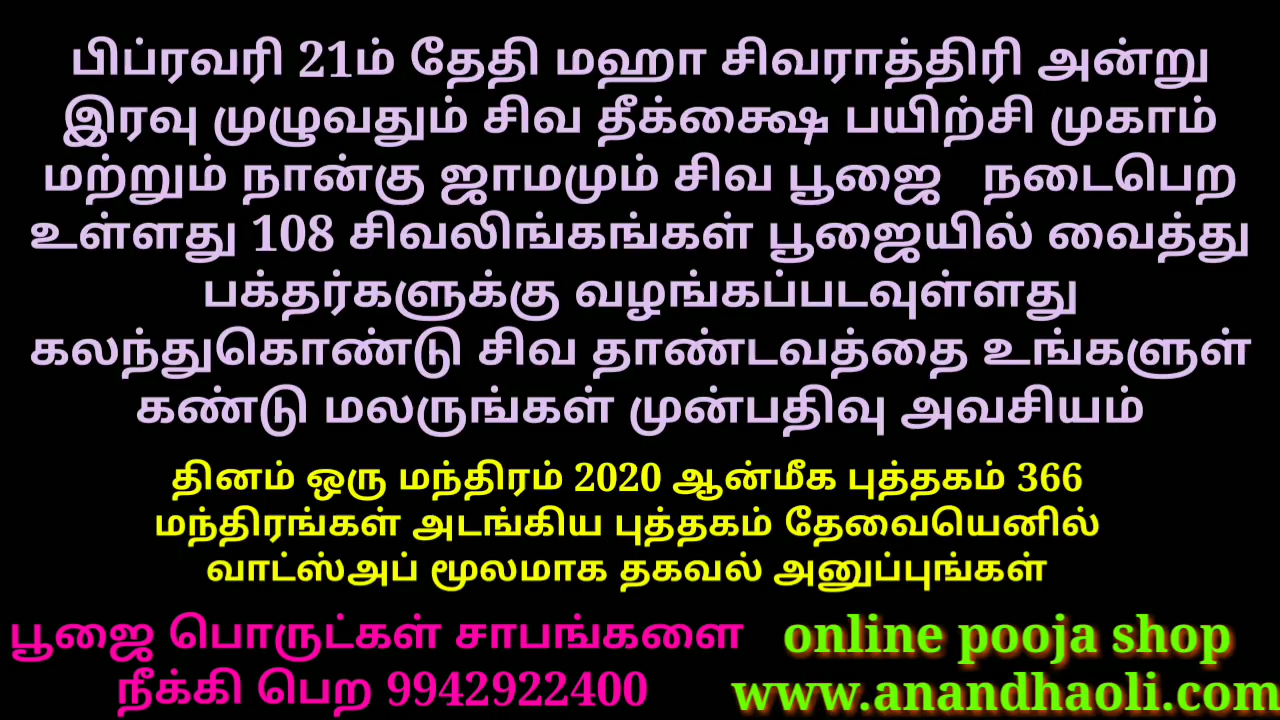 பிப்ரவரி 21ம் தேதி மஹா சிவராத்திரி அன்று
இரவு முழுவதும் சிவ தீக்க்ஷை பயிற்சி முகாம்
மற்றும் நான்கு ஜாமமும் சிவ பூஜை நடைபெற
உள்ளது 108 சிவலிங்கங்கள் பூஜையில் வைத்து
பக்தர்களுக்கு வழங்கப்படவுள்ளது
கலந்துகொண்டு சிவ தாண்டவத்தை உங்களுள்
கண்டு மலருங்கள் முன்பதிவு அவசியம்
தினம் ஒரு மந்திரம் 2020 ஆன்மீக புத்தகம் 366
மந்திரங்கள் அடங்கிய புத்தகம் தேவையெனில்
வாட்ஸ்அப் மூலமாக தகவல் அனுப்புங்கள்
பூஜை பொருட்கள் சாபங்களை
நீக்கி பெற 9942922400
online pooja shop
www.anandhaoli.com